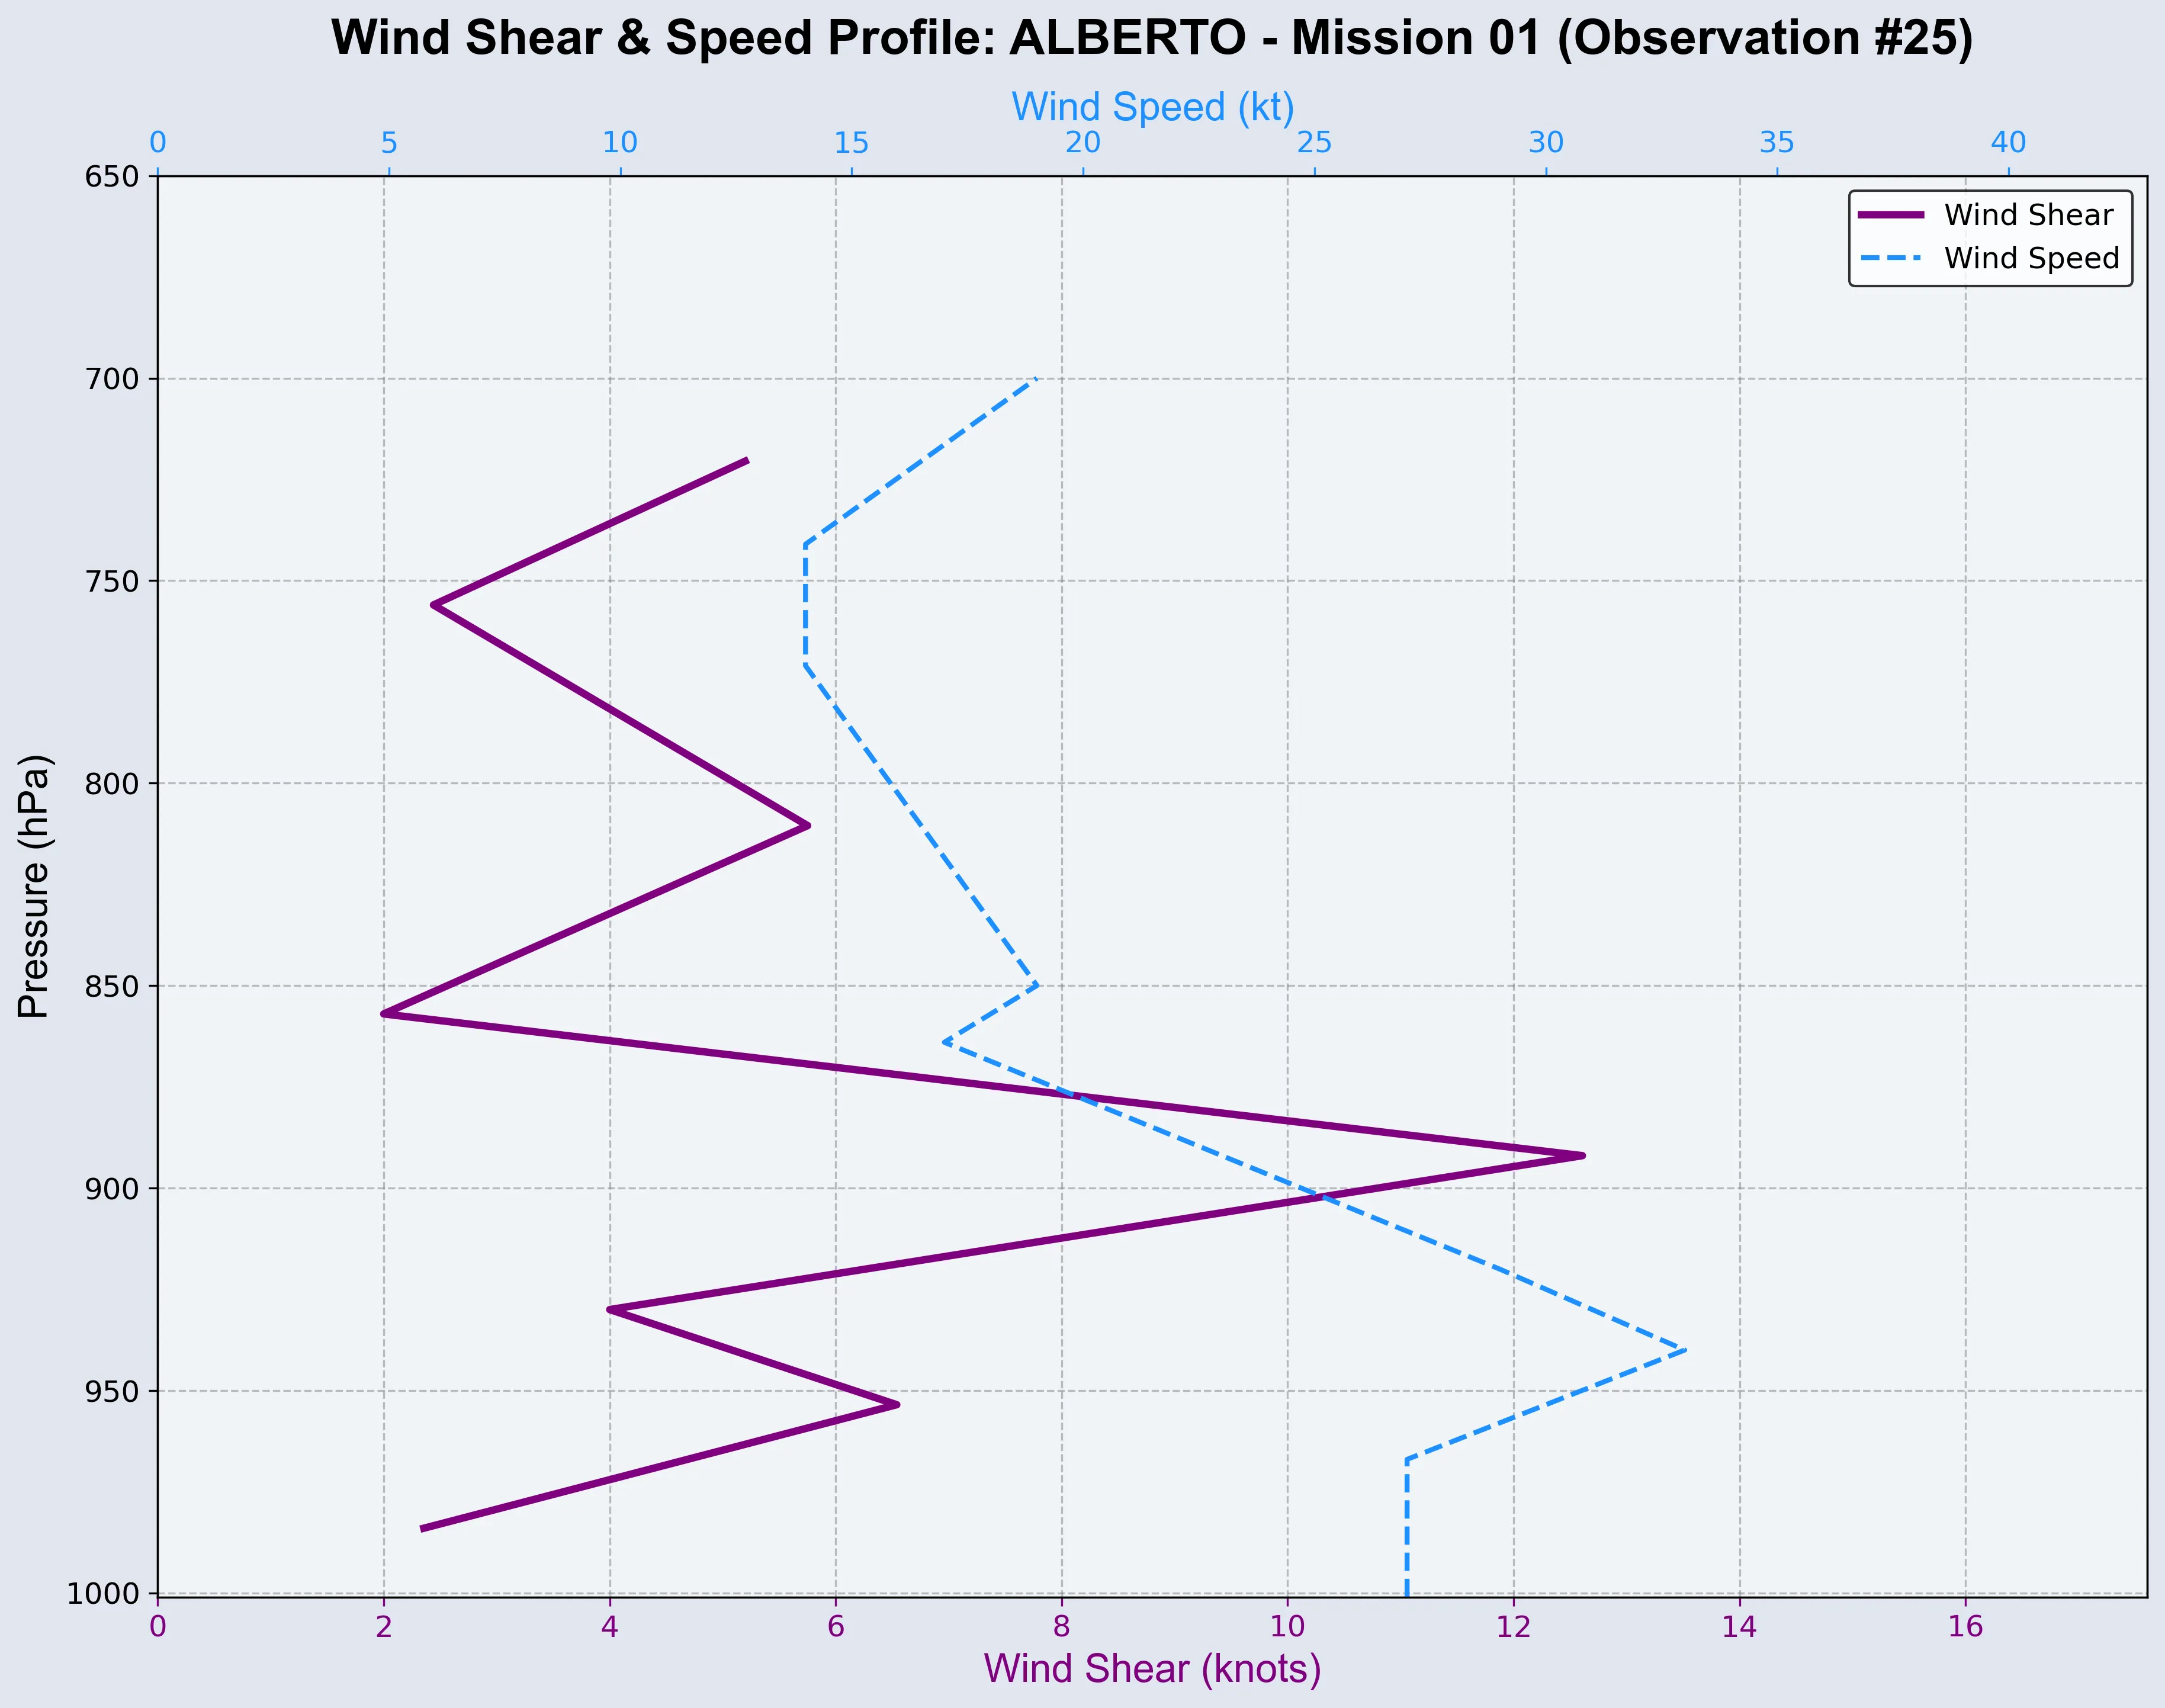 Wind Shear & Speed Profile: ALBERTO - Mission 01 (Observation #25)
Wind Speed (kt)
0 5 10 15 20 25 30 35 40
Wind Shear
Wind Speed
Pressure (hPa)
650
700
750
800
850
900
950
1000
0 2 4 6 8 10 12 14 16
Wind Shear (knots)